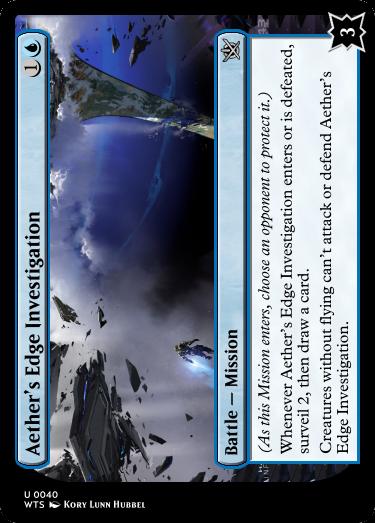 Aether's Edge Investigation
1
Battle — Mission
3
(As this Mission enters, choose an opponent to protect it.)
Whenever Aether's Edge Investigation enters or is defeated,
surveil 2, then draw a card.
Creatures without flying can't attack or defend Aether's
Edge Investigation.
U 0040
WTS KORY LUNN HUBBEL